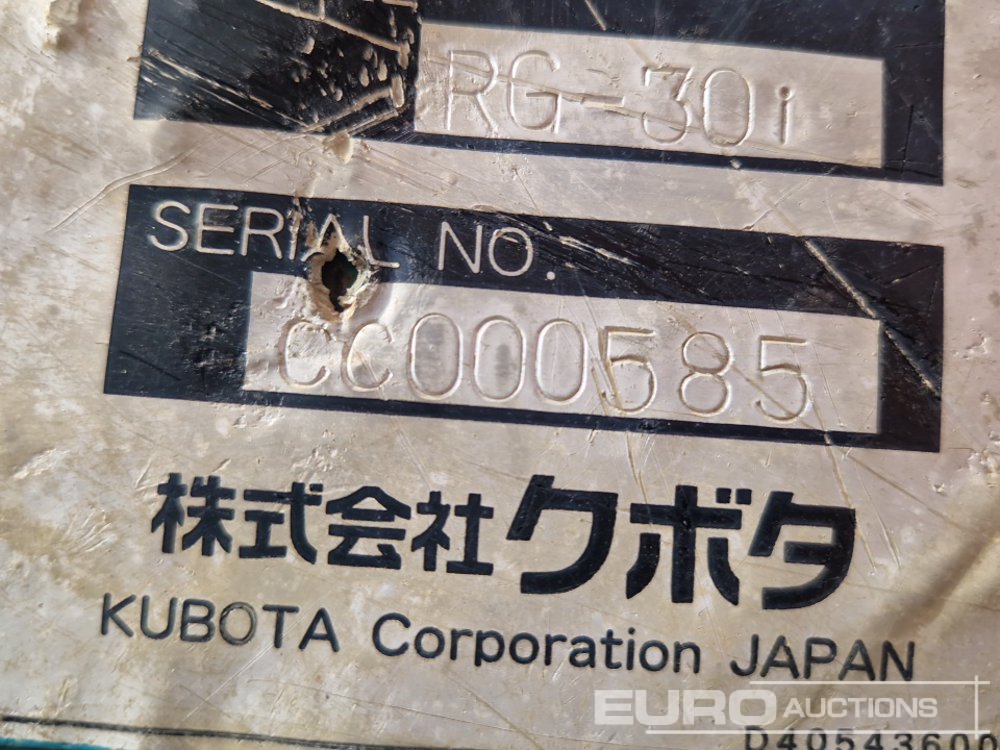 RG-30i
SERIAL NO.
CC000585
株式会社クボタ
KUBOTA Corporation JAPAN
EURO AUCTIONS
D40543600